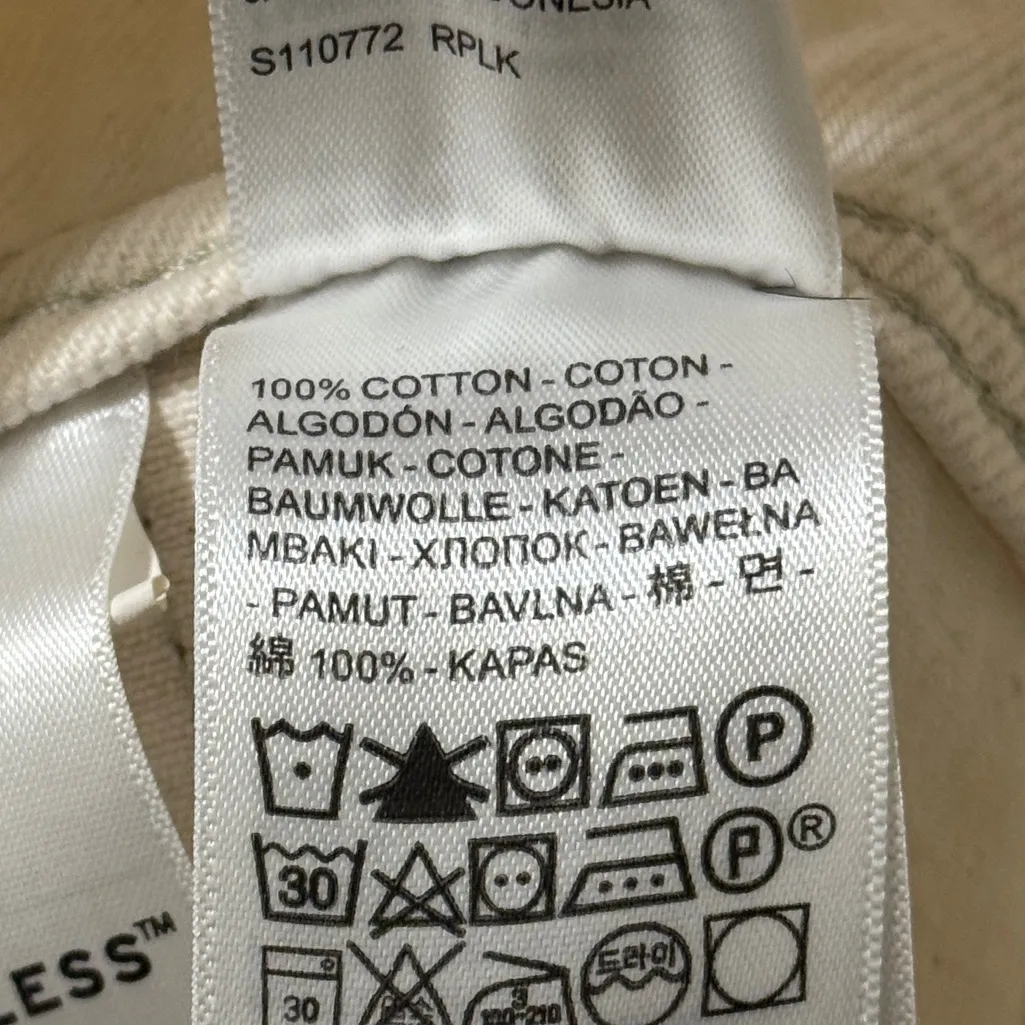 S110772 RPLK
100% COTTON - COTON -
ALGODÓN - ALGODÃO -
PAMUK - COTONE -
BAUMWOLLE - KATOEN - BA
MBAKI - ХЛОПОК - BAWEŁNA
- PAMUT - BAVLNA - 棉 - 면 -
綿 100% - KAPAS
P
30 P ®
30 드라이
LESS™